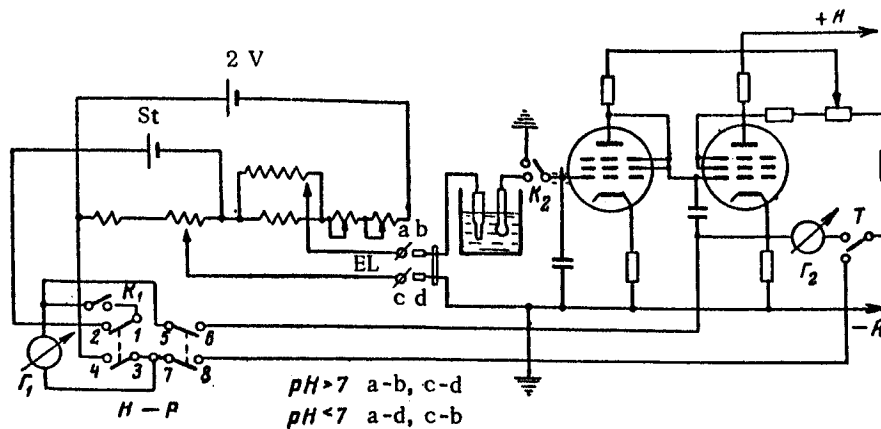 +H
2 V
St
K₂
a b
EL
c d
T
Г₂
K₁
2 1 5 6
4 3 7 8
Г₁
H – P
–H
pH>7 a-b, c-d
pH<7 a-d, c-b